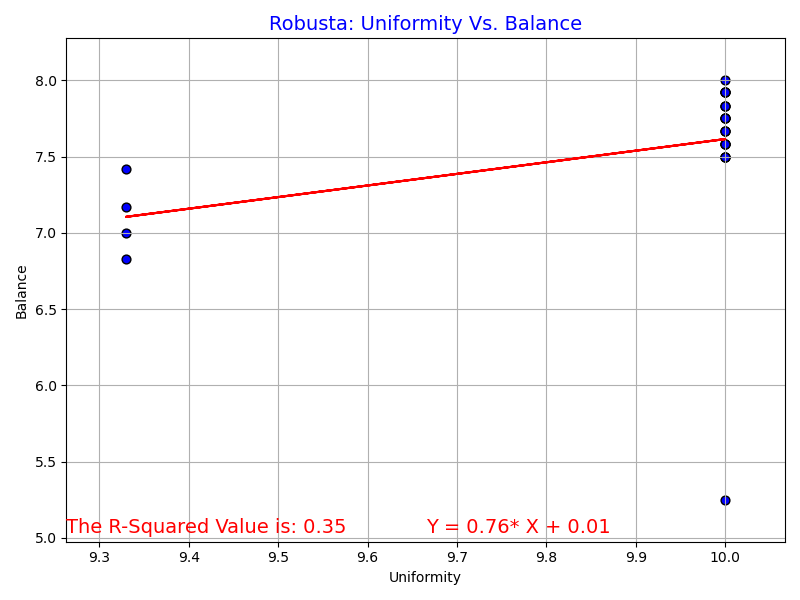 Robusta: Uniformity Vs. Balance
8.0
7.5
7.0
6.5
6.0
5.5
5.0
Balance
The R-Squared Value is: 0.35
Y = 0.76* X + 0.01
9.3 9.4 9.5 9.6 9.7 9.8 9.9 10.0
Uniformity